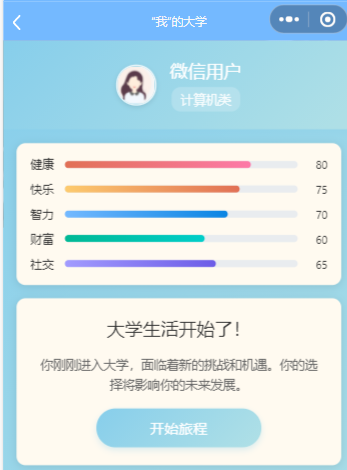 "我"的大学
微信用户
计算机类
健康 80
快乐 75
智力 70
财富 60
社交 65
大学生活开始了！
你刚刚进入大学，面临着新的挑战和机遇。你的选
择将影响你的未来发展。
开始旅程